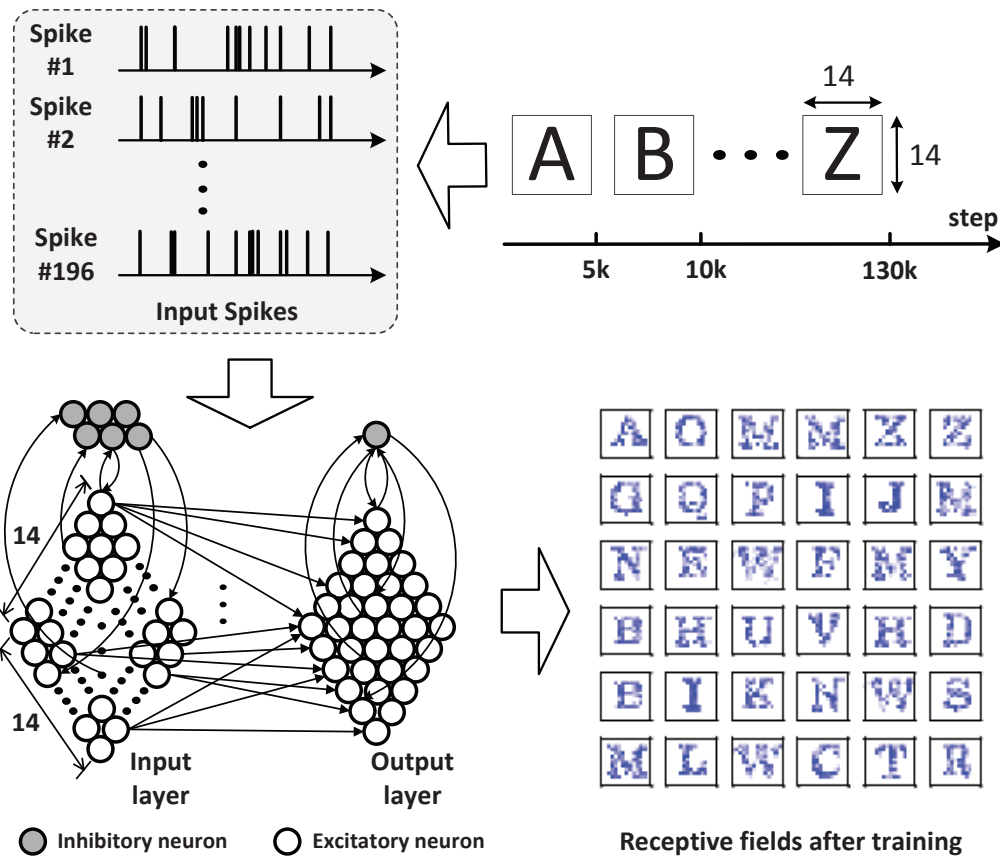 Spike
#1
Spike
#2
Spike
#196
Input Spikes
14
A B Z
14
step
5k 10k 130k
14
14
Input
layer
Output
layer
Inhibitory neuron
Excitatory neuron
A O M M X Z
G Q P I J M
N W F M Y
B H U V H D
B I K N W S
M L W C T R
Receptive fields after training